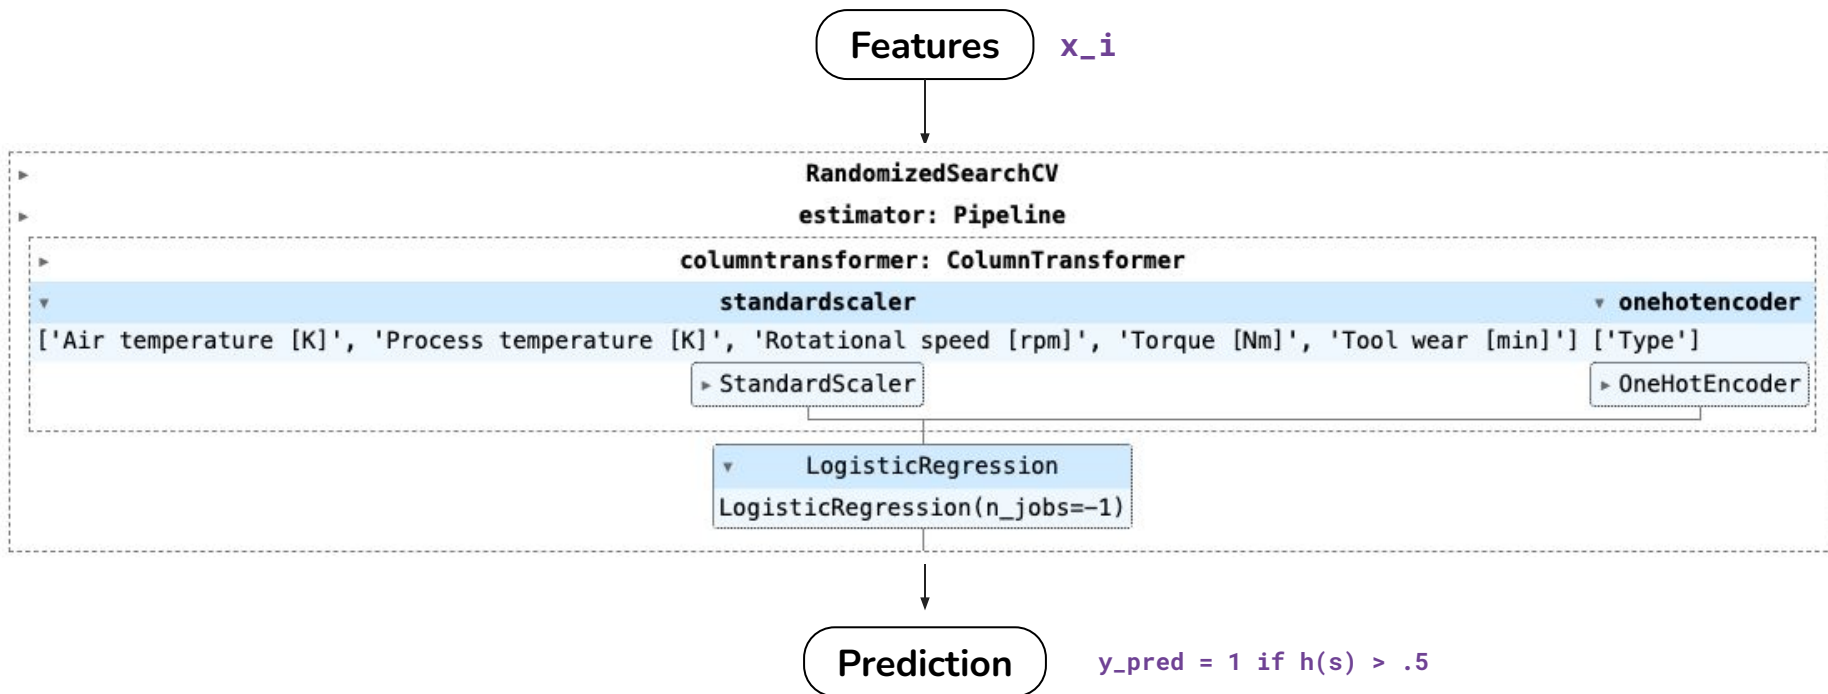 Features x_i
RandomizedSearchCV
estimator: Pipeline
columntransformer: ColumnTransformer
standardscaler onehotencoder
['Air temperature [K]', 'Process temperature [K]', 'Rotational speed [rpm]', 'Torque [Nm]', 'Tool wear [min]'] ['Type']
StandardScaler OneHotEncoder
LogisticRegression
LogisticRegression(n_jobs=-1)
Prediction y_pred = 1 if h(s) > .5